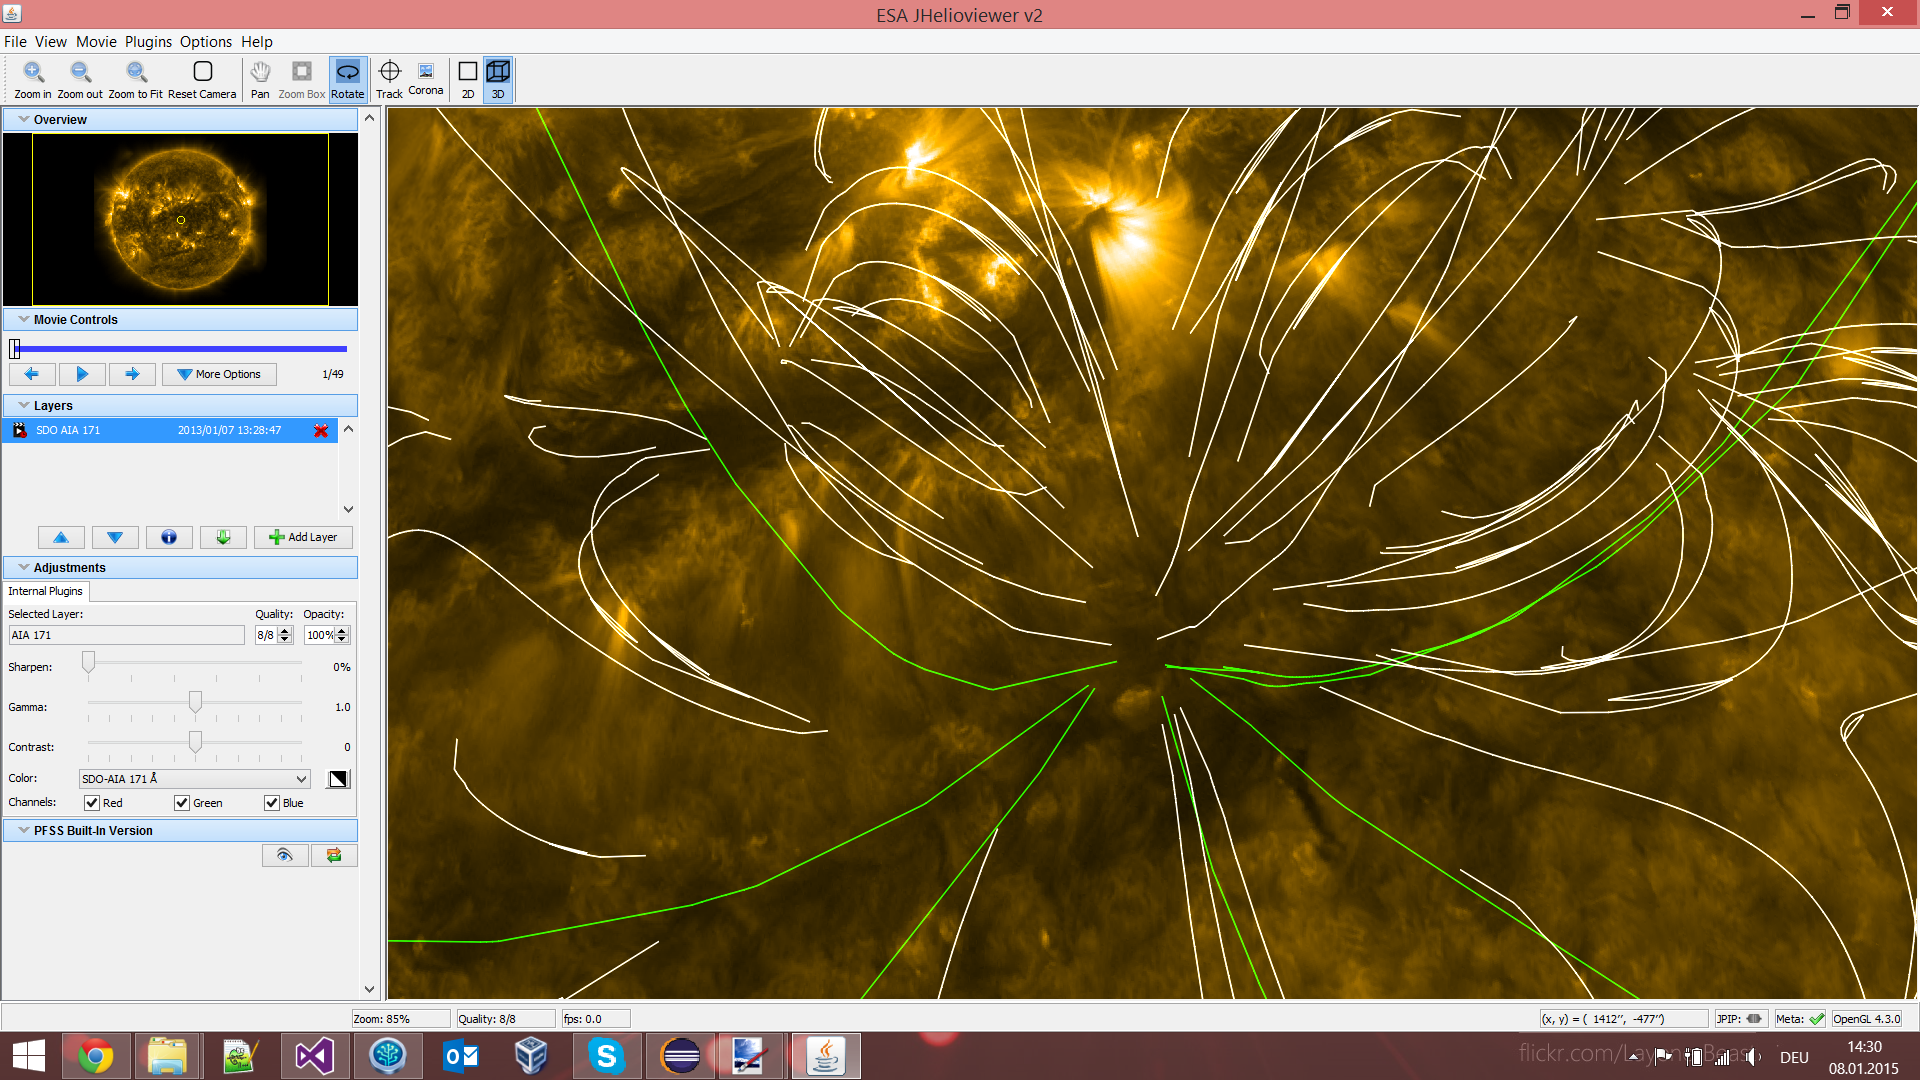 ESA JHelioviewer v2
File View Movie Plugins Options Help
Zoom in Zoom out Zoom to Fit Reset Camera Pan Zoom Box Rotate Track Corona 2D 3D
Overview
Movie Controls
More Options 1/49
Layers
SDO AIA 171 2013/01/07 13:28:47
Add Layer
Adjustments
Internal Plugins
Selected Layer: Quality: Opacity:
AIA 171 8/8 100%
Sharpen: 0%
Gamma: 1.0
Contrast: 0
Color: SDO-AIA 171 Å
Channels: Red Green Blue
PFSS Built-In Version
Zoom: 85% Quality: 8/8 fps: 0.0 (x, y) = ( 1412’’, -477’’) JPIP: Meta: OpenGL 4.3.0
flickr.com/ DEU 14:30
08.01.2015